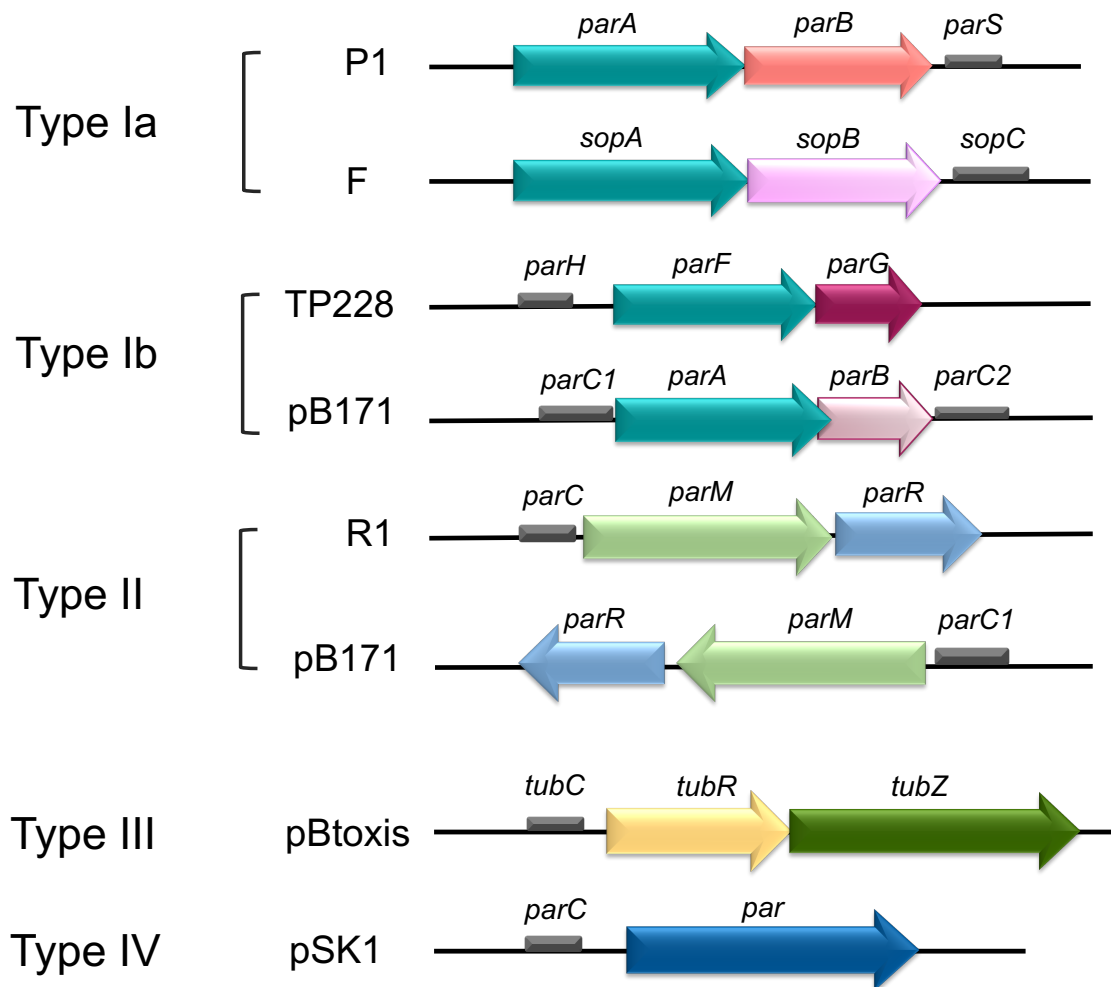 parA parB parS
P1
Type Ia
sopA sopB sopC
F
parH parF parG
TP228
Type Ib
parC1 parA parB parC2
pB171
parC parM parR
R1
Type II
parR parM parC1
pB171
tubC tubR tubZ
Type III pBtoxis
parC par
Type IV pSK1